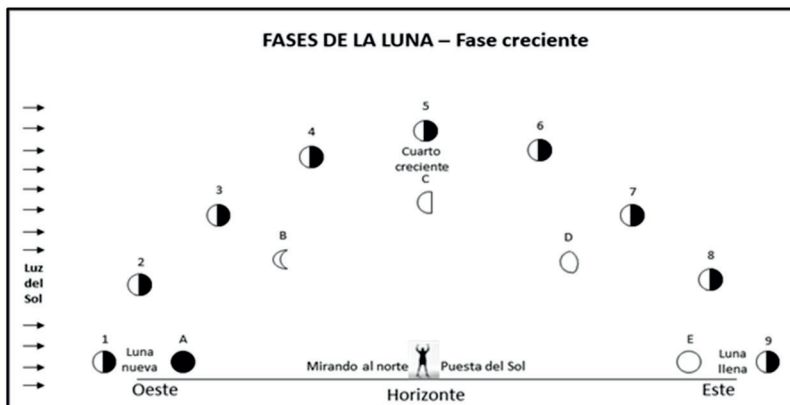 FASES DE LA LUNA – Fase creciente
5
4
6
Cuarto
creciente
C
3
7
B
D
2
8
Luz
del
Sol
1
Luna
nueva
A
Mirando al norte
Puesta del Sol
E
Luna
llena
9
Oeste
Horizonte
Este